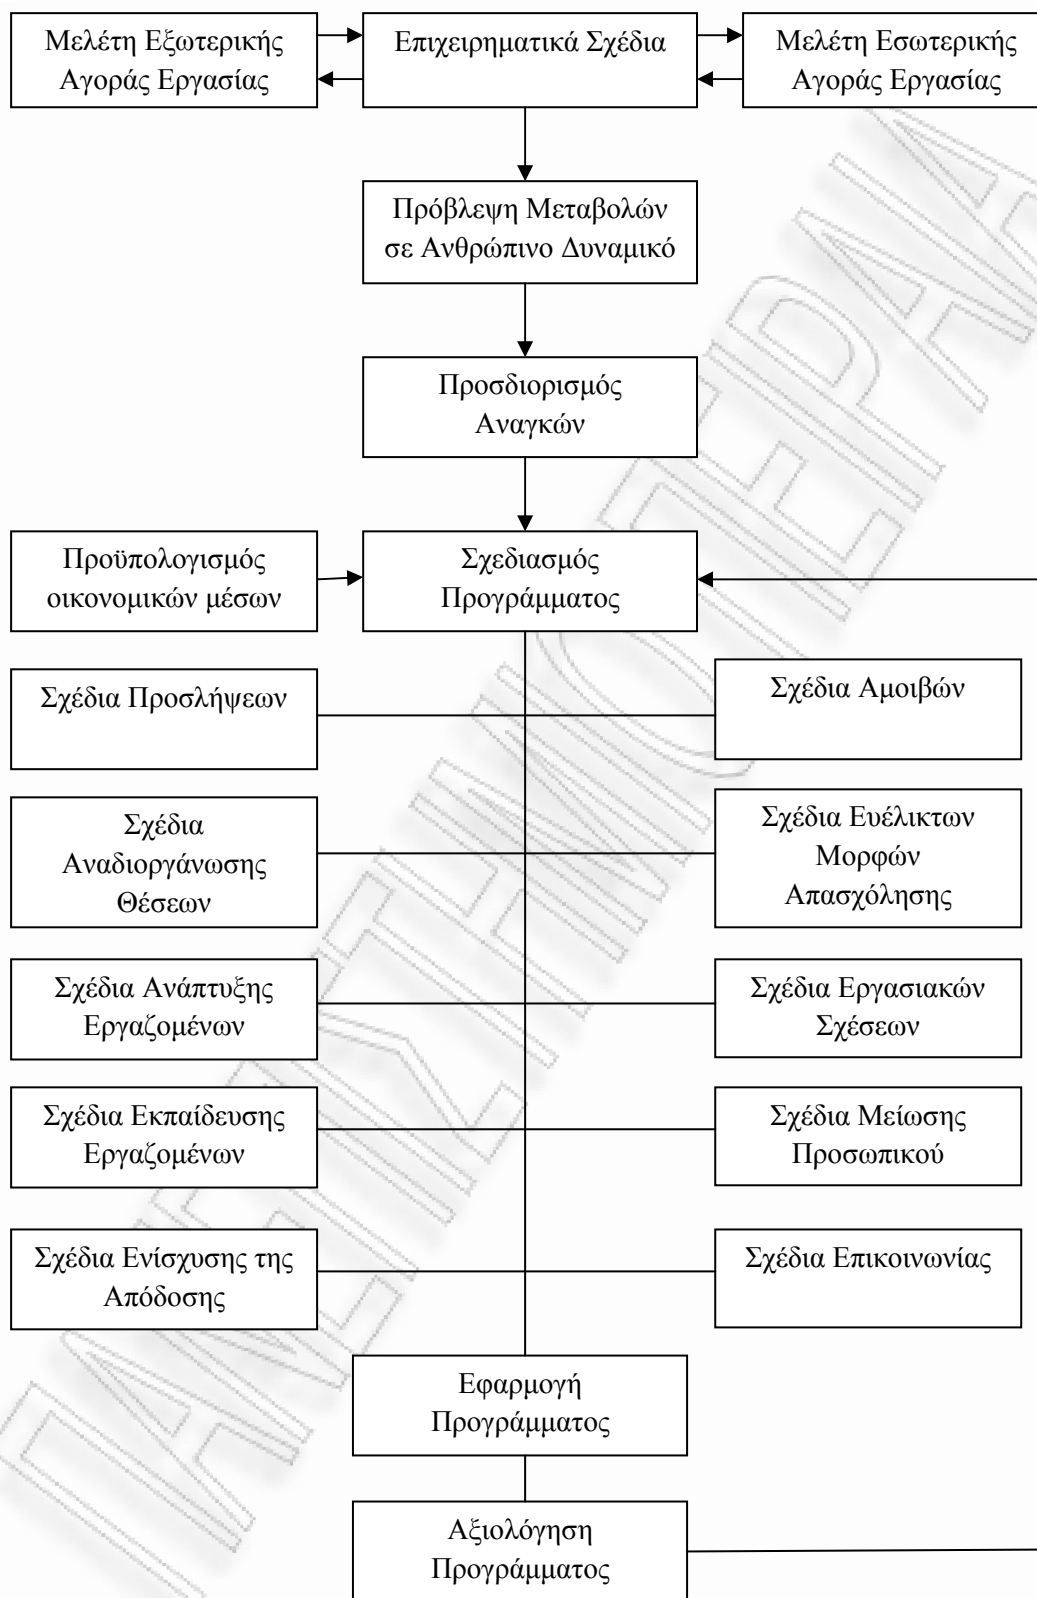 Μελέτη Εξωτερικής
Αγοράς Εργασίας
Επιχειρηματικά Σχέδια
Μελέτη Εσωτερικής
Αγοράς Εργασίας
Πρόβλεψη Μεταβολών
σε Ανθρώπινο Δυναμικό
Προσδιορισμός
Αναγκών
Προϋπολογισμός
οικονομικών μέσων
Σχεδιασμός
Προγράμματος
Σχέδια Προσλήψεων
Σχέδια Αμοιβών
Σχέδια
Αναδιοργάνωσης
Θέσεων
Σχέδια Ευέλικτων
Μορφών
Απασχόλησης
Σχέδια Ανάπτυξης
Εργαζομένων
Σχέδια Εργασιακών
Σχέσεων
Σχέδια Εκπαίδευσης
Εργαζομένων
Σχέδια Μείωσης
Προσωπικού
Σχέδια Ενίσχυσης της
Απόδοσης
Σχέδια Επικοινωνίας
Εφαρμογή
Προγράμματος
Αξιολόγηση
Προγράμματος
ΠΑΝΕΠΙΣΤΗΜΙΟ ΠΕΙΡΑΙΑ